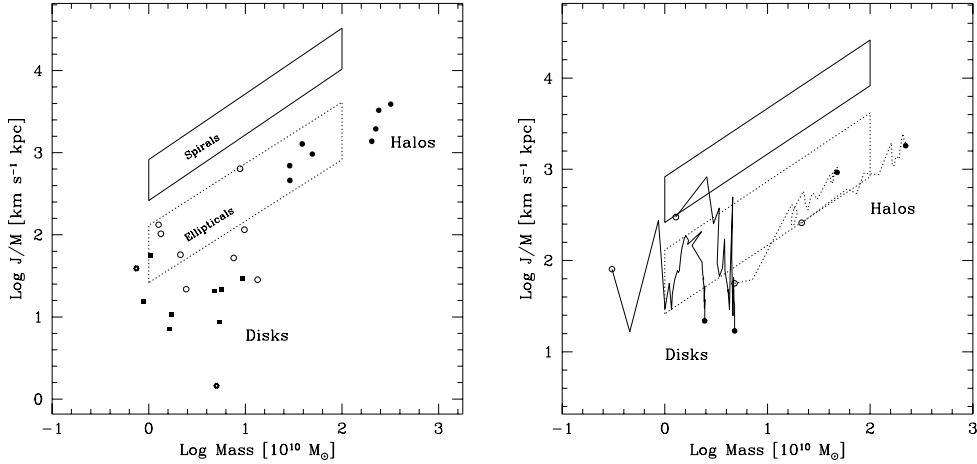 4
3
2
1
0
Log J/M [km s⁻¹ kpc]
Spirals
Ellipticals
Halos
Disks
−1
0
1
2
3
Log Mass [10¹⁰ M☉]
4
3
2
1
Log J/M [km s⁻¹ kpc]
Halos
Disks
−1
0
1
2
3
Log Mass [10¹⁰ M☉]